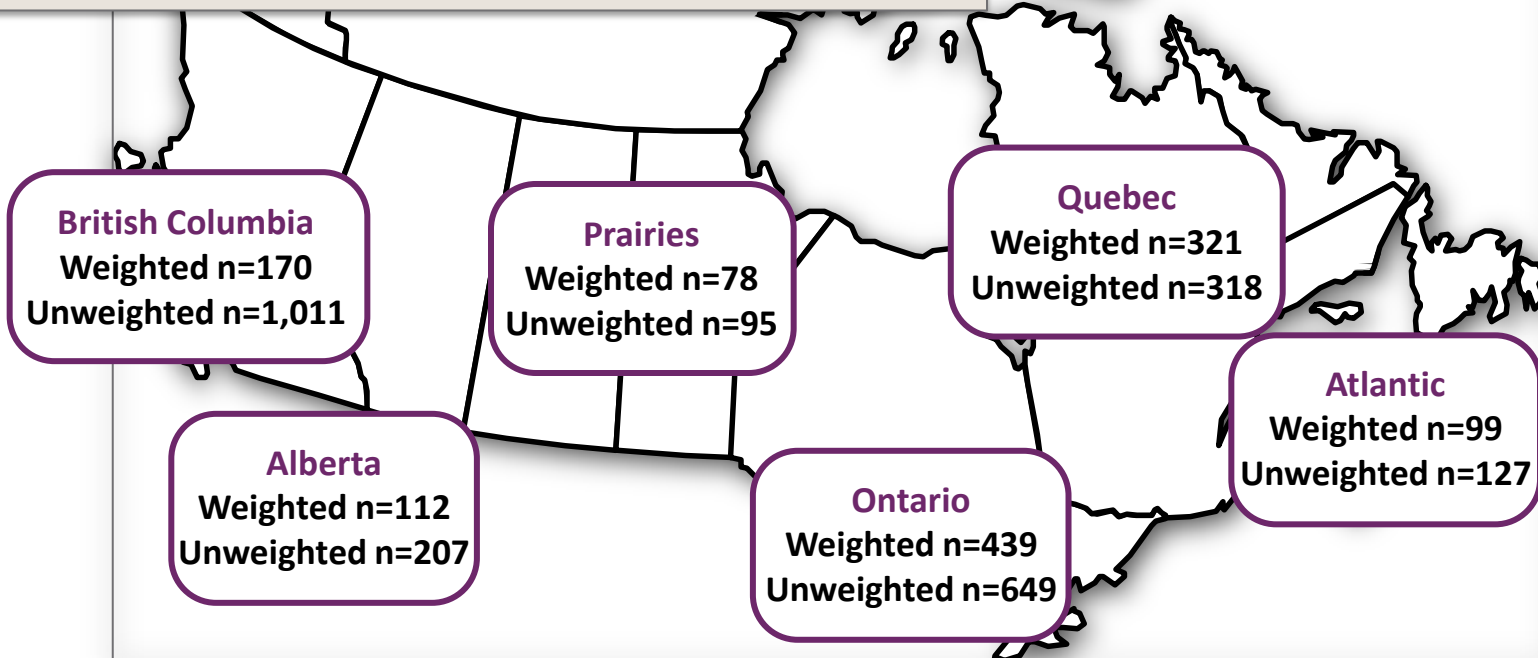 British Columbia
Weighted n=170
Unweighted n=1,011
Prairies
Weighted n=78
Unweighted n=95
Quebec
Weighted n=321
Unweighted n=318
Alberta
Weighted n=112
Unweighted n=207
Ontario
Weighted n=439
Unweighted n=649
Atlantic
Weighted n=99
Unweighted n=127